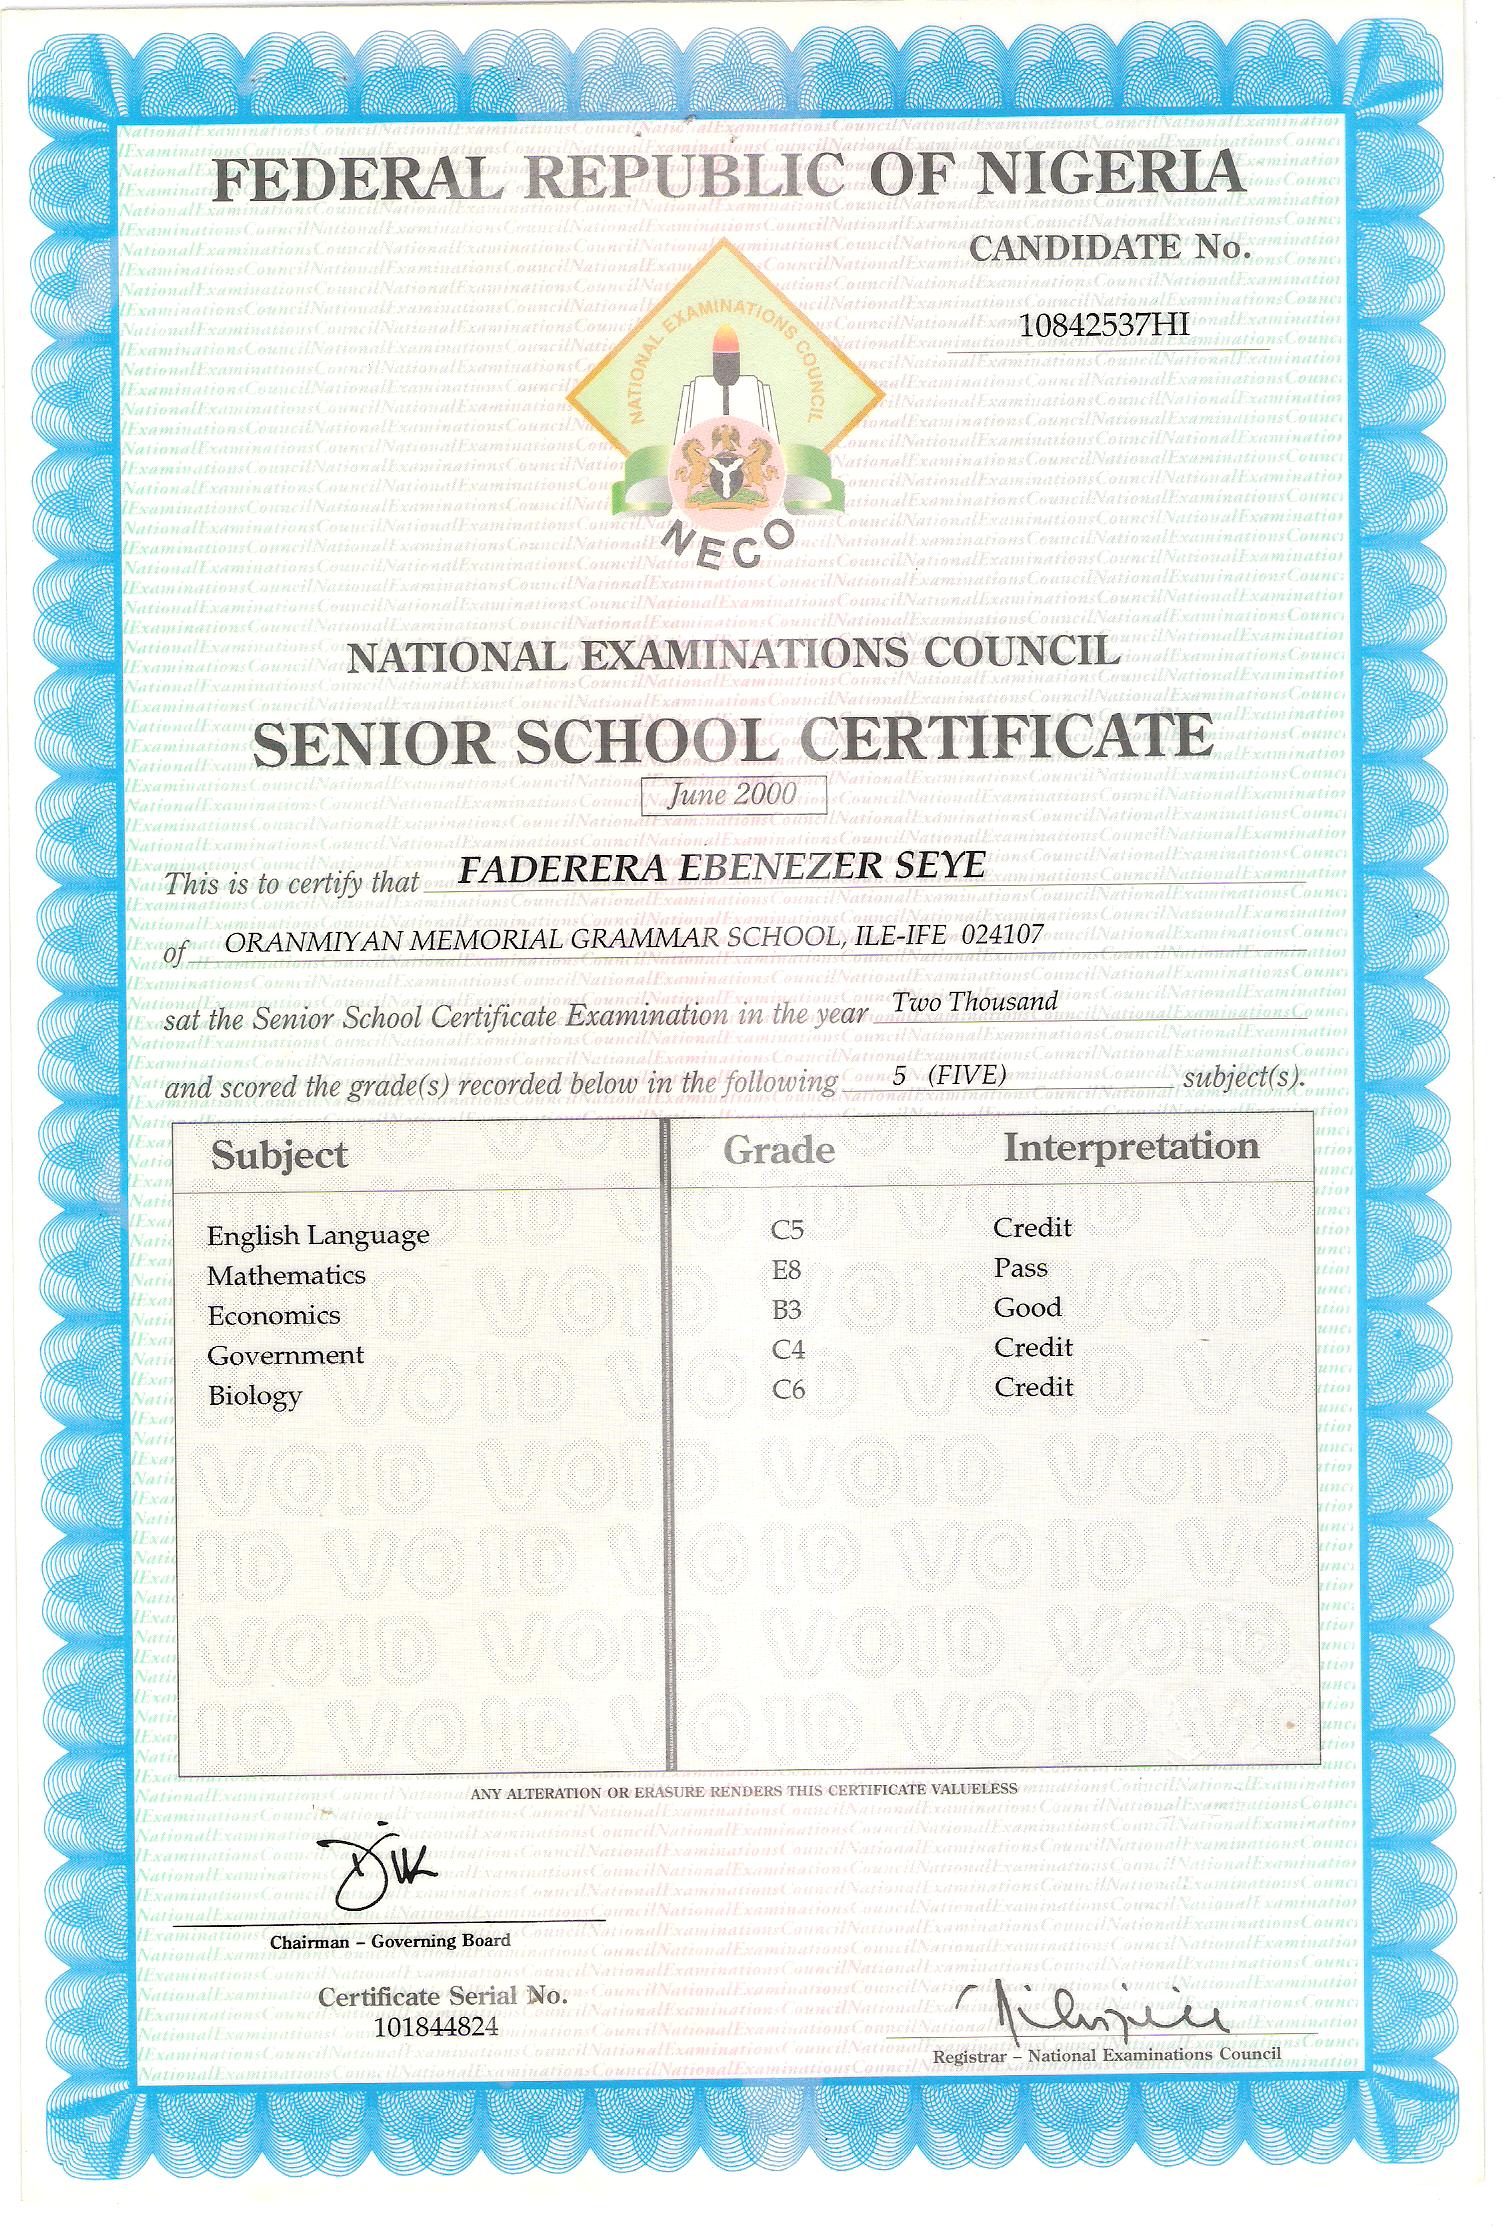 FEDERAL REPUBLIC OF NIGERIA
CANDIDATE No.
10842537HI
NATIONAL EXAMINATIONS COUNCIL
NECO
NATIONAL EXAMINATIONS COUNCIL
SENIOR SCHOOL CERTIFICATE
June 2000
This is to certify that FADERERA EBENEZER SEYE
of ORANMIYAN MEMORIAL GRAMMAR SCHOOL, ILE-IFE 024107
sat the Senior School Certificate Examination in the year Two Thousand
and scored the grade(s) recorded below in the following 5 (FIVE) subject(s).
Subject Grade Interpretation
English Language C5 Credit
Mathematics E8 Pass
Economics B3 Good
Government C4 Credit
Biology C6 Credit
VOID VOID VOID VOID
ANY ALTERATION OR ERASURE RENDERS THIS CERTIFICATE VALUELESS
Chairman – Governing Board
Certificate Serial No.
101844824
Registrar – National Examinations Council